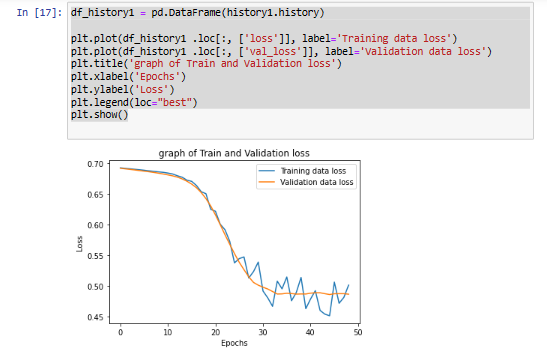 In [17]: df_history1 = pd.DataFrame(history1.history)
plt.plot(df_history1 .loc[:, ['loss']], label='Training data loss')
plt.plot(df_history1 .loc[:, ['val_loss']], label='Validation data loss')
plt.title('graph of Train and Validation loss')
plt.xlabel('Epochs')
plt.ylabel('Loss')
plt.legend(loc="best")
plt.show()
graph of Train and Validation loss
Training data loss
Validation data loss
0.70
0.65
0.60
0.55
0.50
0.45
Loss
0 10 20 30 40 50
Epochs